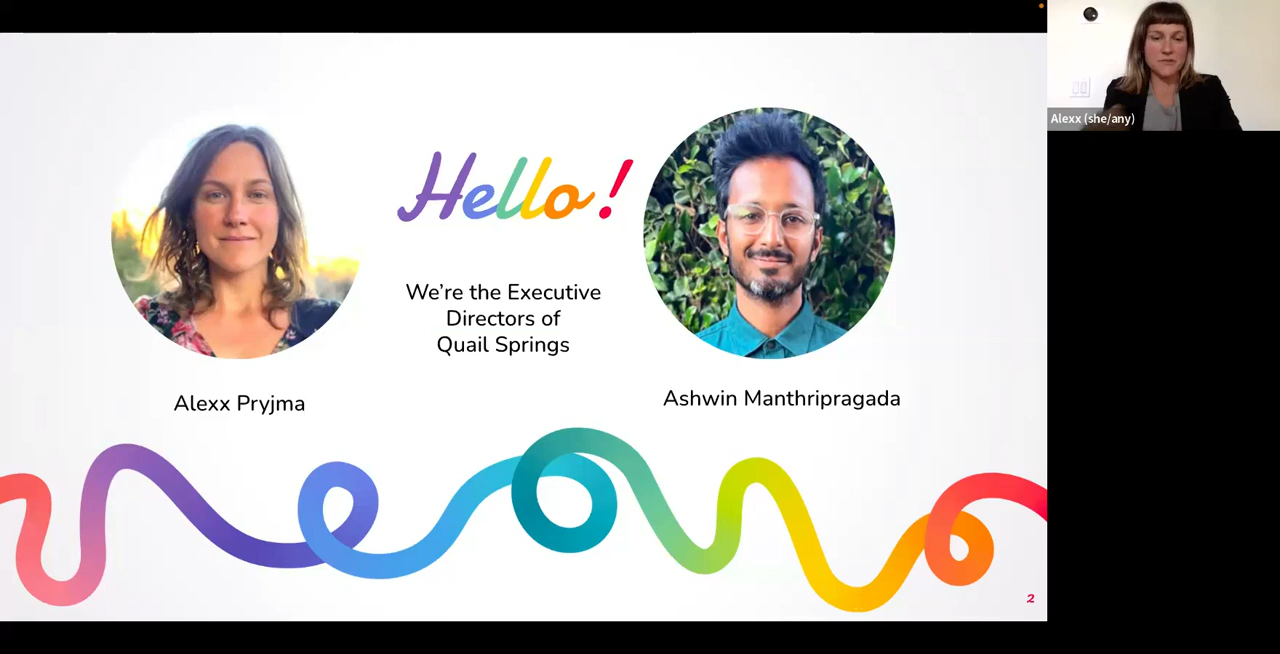 Hello!
We're the Executive
Directors of
Quail Springs
Alexx Pryjma
Ashwin Manthripragada
2
Alexx (she/any)